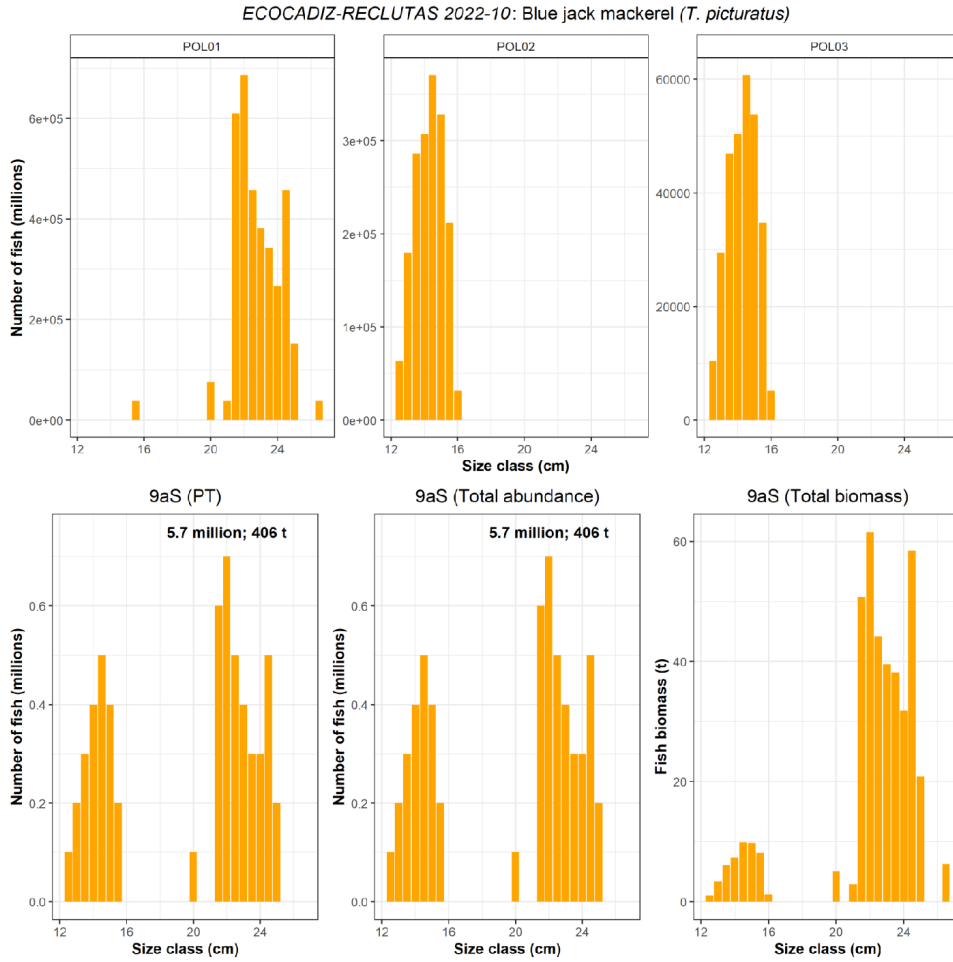 ECOCADIZ-RECLUTAS 2022-10: Blue jack mackerel (T. picturatus)
POL01
POL02
POL03
Number of fish (millions)
6e+05
4e+05
2e+05
0e+00
3e+05
2e+05
1e+05
0e+00
60000
40000
20000
0
12 16 20 24
12 16 20 24
12 16 20 24
Size class (cm)
9aS (PT)
9aS (Total abundance)
9aS (Total biomass)
5.7 million; 406 t
5.7 million; 406 t
Number of fish (millions)
0.6
0.4
0.2
0.0
Number of fish (millions)
0.6
0.4
0.2
0.0
Fish biomass (t)
60
40
20
0
12 16 20 24
12 16 20 24
12 16 20 24
Size class (cm)
Size class (cm)
Size class (cm)